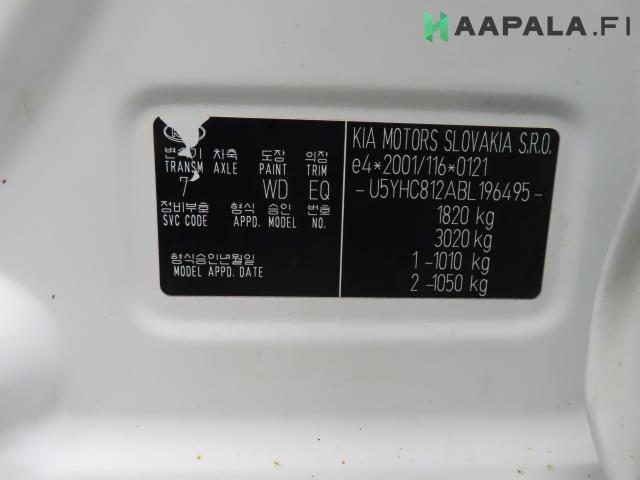 HAAPALA.FI
변속기 차축 도장 의장
TRANSM AXLE PAINT TRIM
7 WD EQ
정비부호 형식 승인 번호
SVC CODE APPD. MODEL NO.
형식승인년월일
MODEL APPD. DATE
KIA MOTORS SLOVAKIA S.R.O.
e4*2001/116*0121
-U5YHC812ABL196495-
1820 kg
3020 kg
1-1010 kg
2-1050 kg